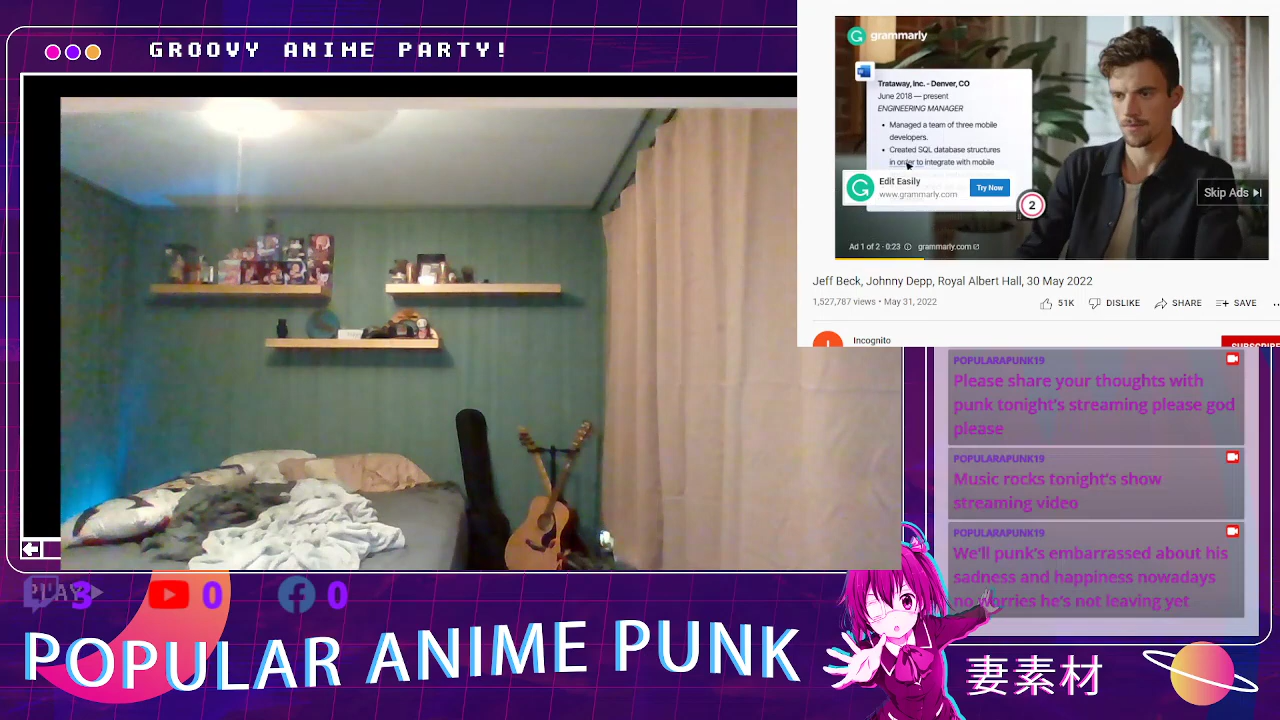 GROOVY ANIME PARTY!
grammarly
Trataway, Inc. - Denver, CO
June 2018 — present
ENGINEERING MANAGER
• Managed a team of three mobile
developers.
• Created SQL database structures
in order to integrate with mobile
Edit Easily
www.grammarly.com
Try Now
2
Skip Ads
Ad 1 of 2 · 0:23
grammarly.com
Jeff Beck, Johnny Depp, Royal Albert Hall, 30 May 2022
1,527,787 views • May 31, 2022
51K
DISLIKE
SHARE
SAVE
Incognito
SUBSCRIBE
POPULARAPUNK19
Please share your thoughts with
punk tonight's streaming please god
please
POPULARAPUNK19
Music rocks tonight's show
streaming video
POPULARAPUNK19
We'll punk's embarrassed about his
sadness and happiness nowadays
no warries he's not leaving yet
PLAY
3
0
0
POPULAR ANIME PUNK
妻素材